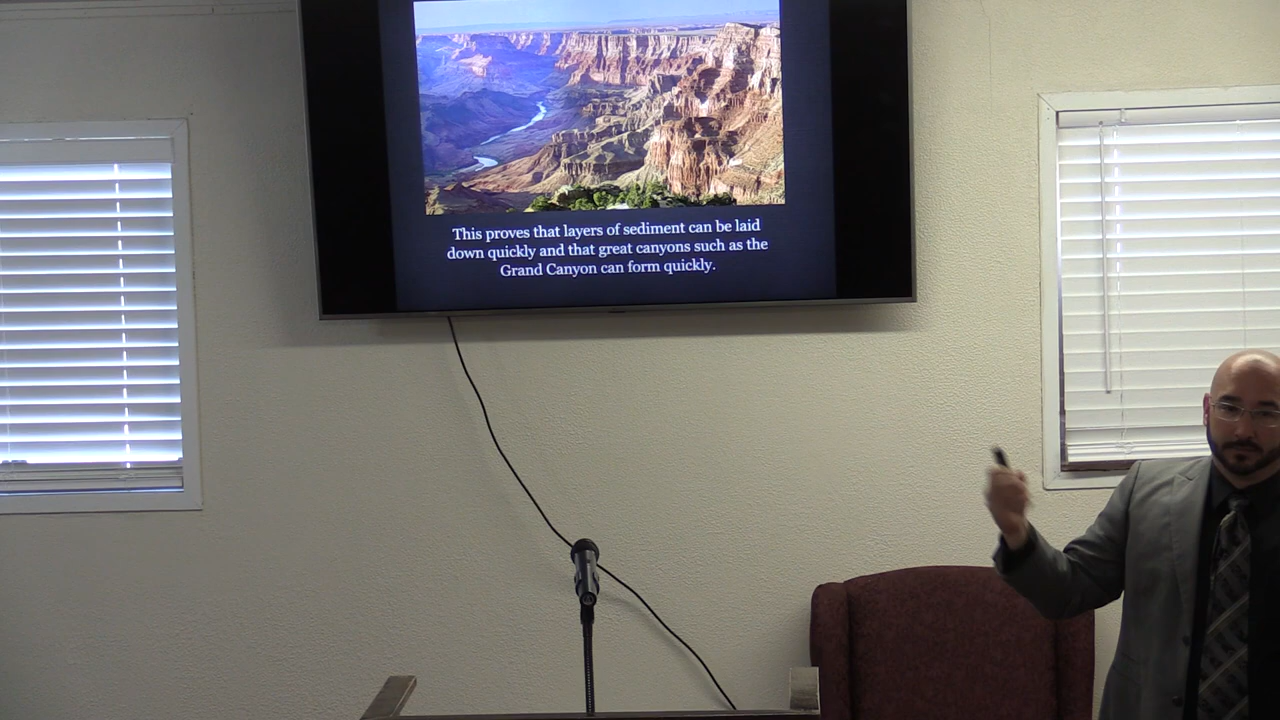 This proves that layers of sediment can be laid
down quickly and that great canyons such as the
Grand Canyon can form quickly.